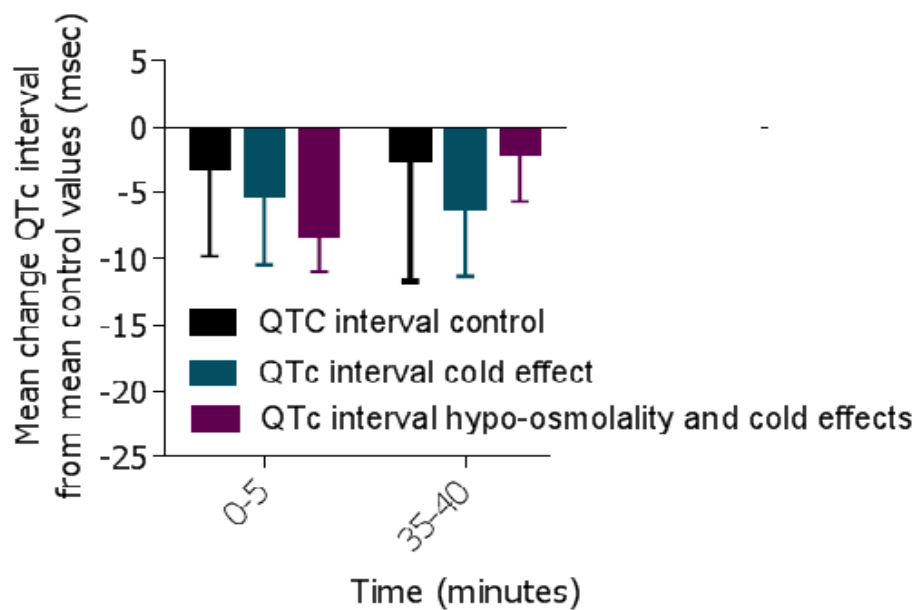 Mean change QTc interval
from mean control values (msec)
5
0
-5
-10
-15
-20
-25
QTC interval control
QTc interval cold effect
QTc interval hypo-osmolality and cold effects
0-5
35-40
Time (minutes)